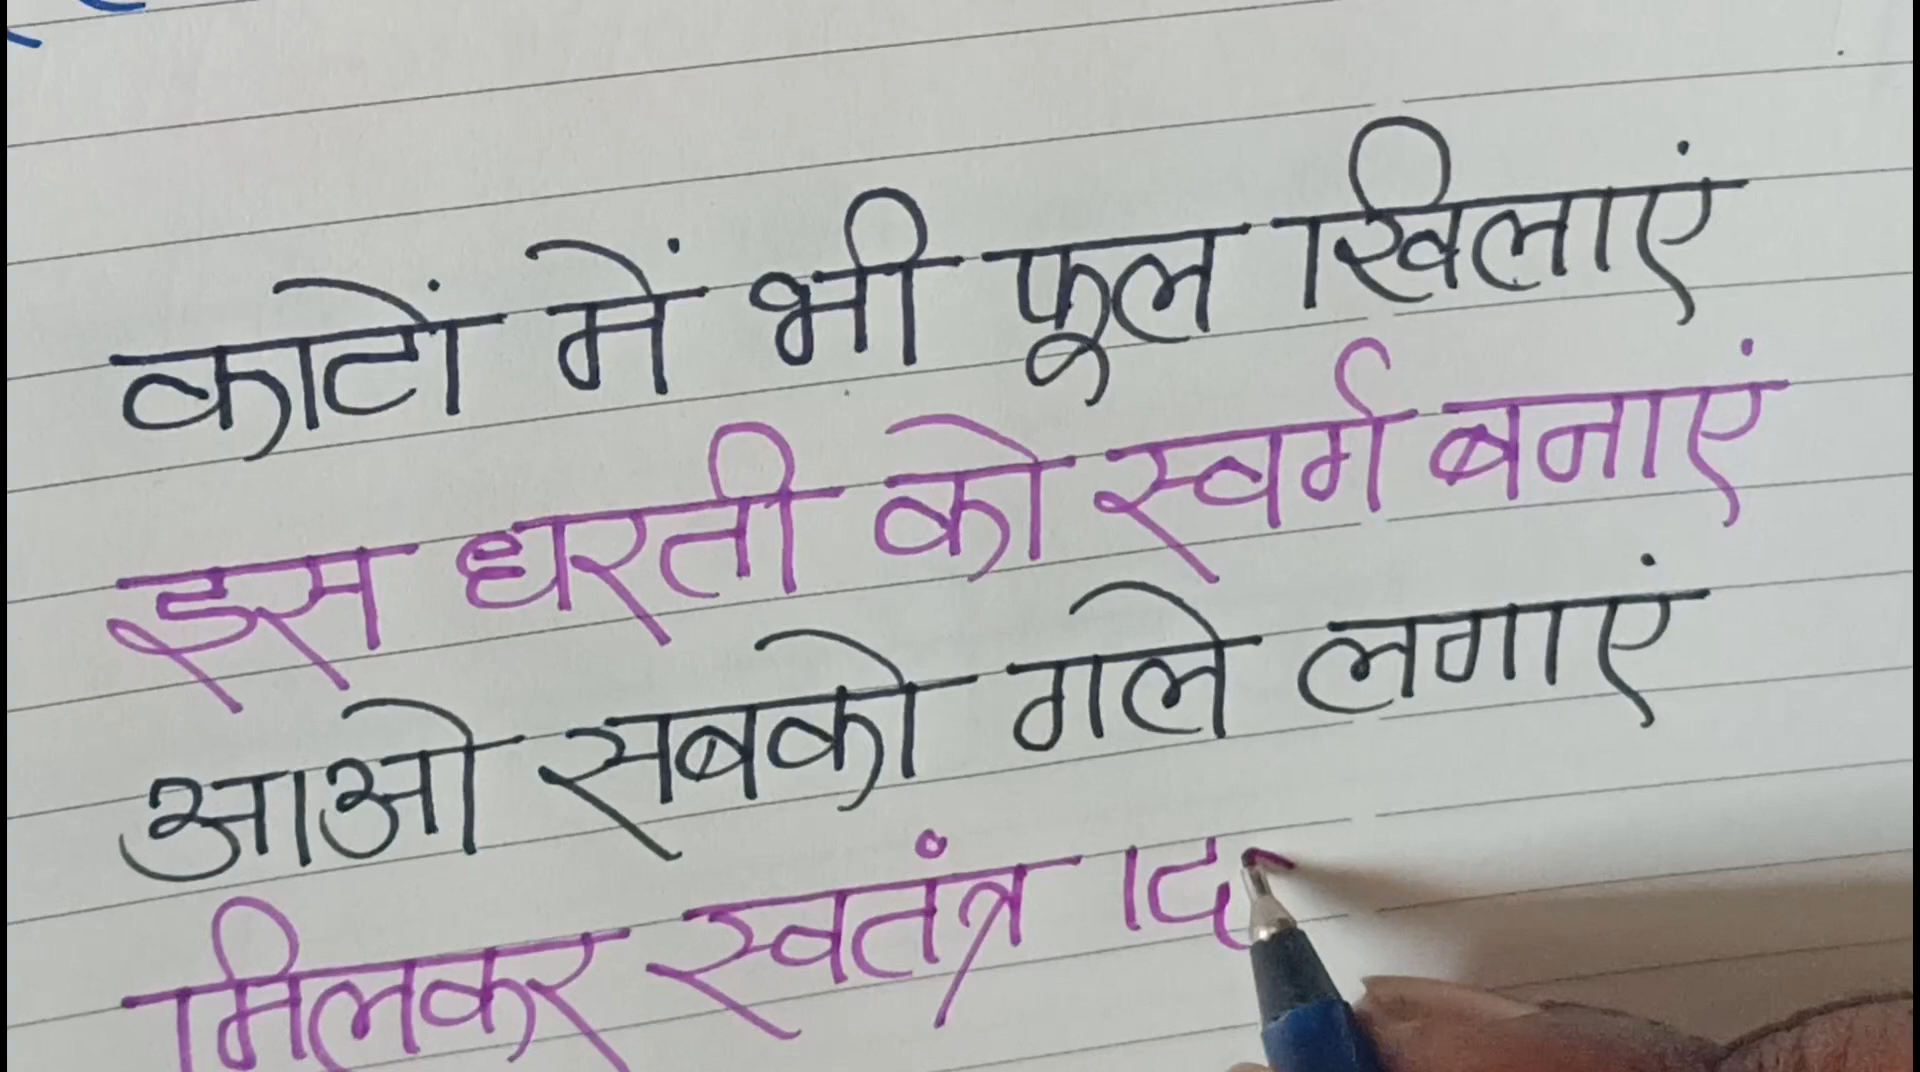 काटों में भी फूल खिलाएं
इस धरती को स्वर्ग बनाएं
आओ सबको गले लगाएं
मिलकर स्वतंत्र दि